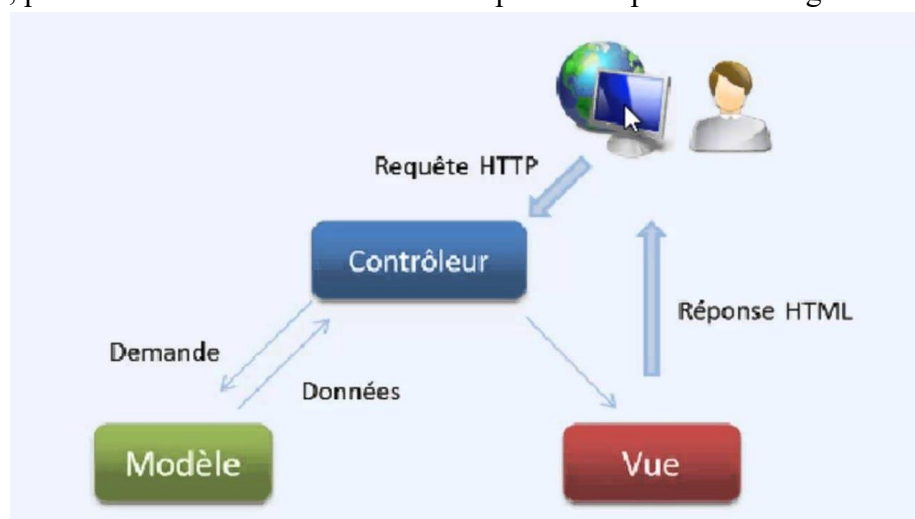 Requête HTTP
Contrôleur
Réponse HTML
Demande
Données
Modèle
Vue